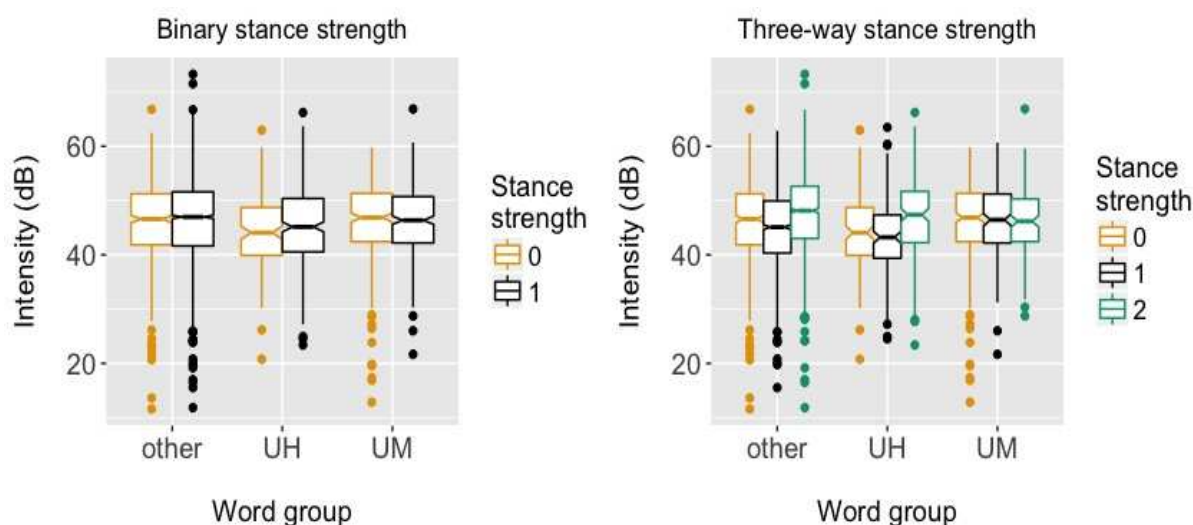 Binary stance strength
Intensity (dB)
60
40
20
other UH UM
Word group
Stance
strength
0
1
Three-way stance strength
Intensity (dB)
60
40
20
other UH UM
Word group
Stance
strength
0
1
2